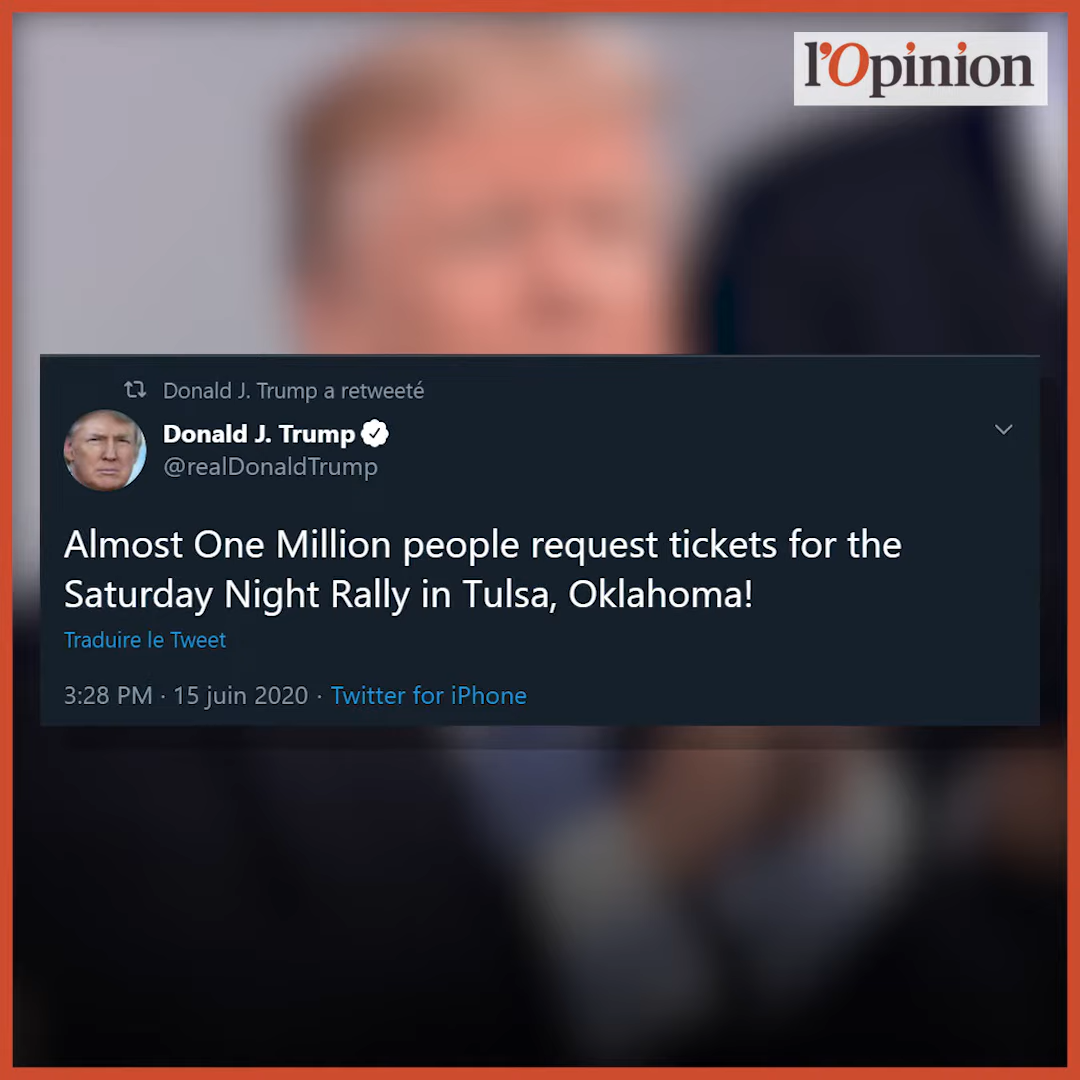 l'Opinion
Donald J. Trump a retweeté
Donald J. Trump
@realDonaldTrump
Almost One Million people request tickets for the
Saturday Night Rally in Tulsa, Oklahoma!
Traduire le Tweet
3:28 PM · 15 juin 2020 · Twitter for iPhone